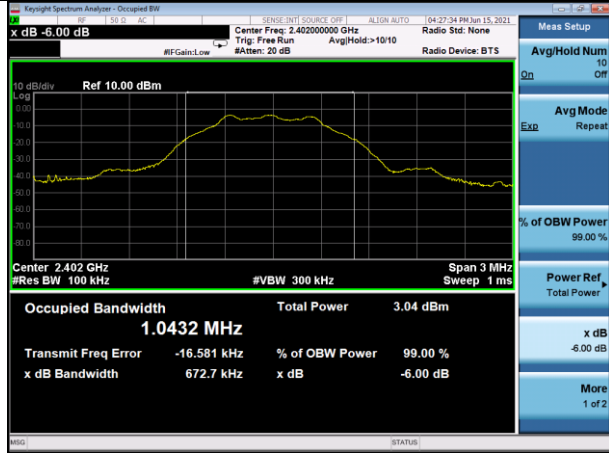 Keysight Spectrum Analyzer - Occupied BW
RF 50 Ω AC SENSE:INT SOURCE OFF ALIGN AUTO 04:27:34 PM Jun 15, 2021
x dB -6.00 dB
Center Freq: 2.402000000 GHz
Radio Std: None
Trig: Free Run Avg|Hold:>10/10
#IFGain:Low
#Atten: 20 dB
Radio Device: BTS
10 dB/div Ref 10.00 dBm
Log
0.00
-10.0
-20.0
-30.0
-40.0
-50.0
-60.0
-70.0
-80.0
Center 2.402 GHz Span 3 MHz
#Res BW 100 kHz #VBW 300 kHz Sweep 1 ms
Occupied Bandwidth Total Power 3.04 dBm
1.0432 MHz
Transmit Freq Error -16.581 kHz % of OBW Power 99.00 %
x dB Bandwidth 672.7 kHz x dB -6.00 dB
MSG STATUS
Meas Setup
Avg/Hold Num
10
On Off
Avg Mode
Exp Repeat
% of OBW Power
99.00 %
Power Ref
Total Power
x dB
-6.00 dB
More
1 of 2